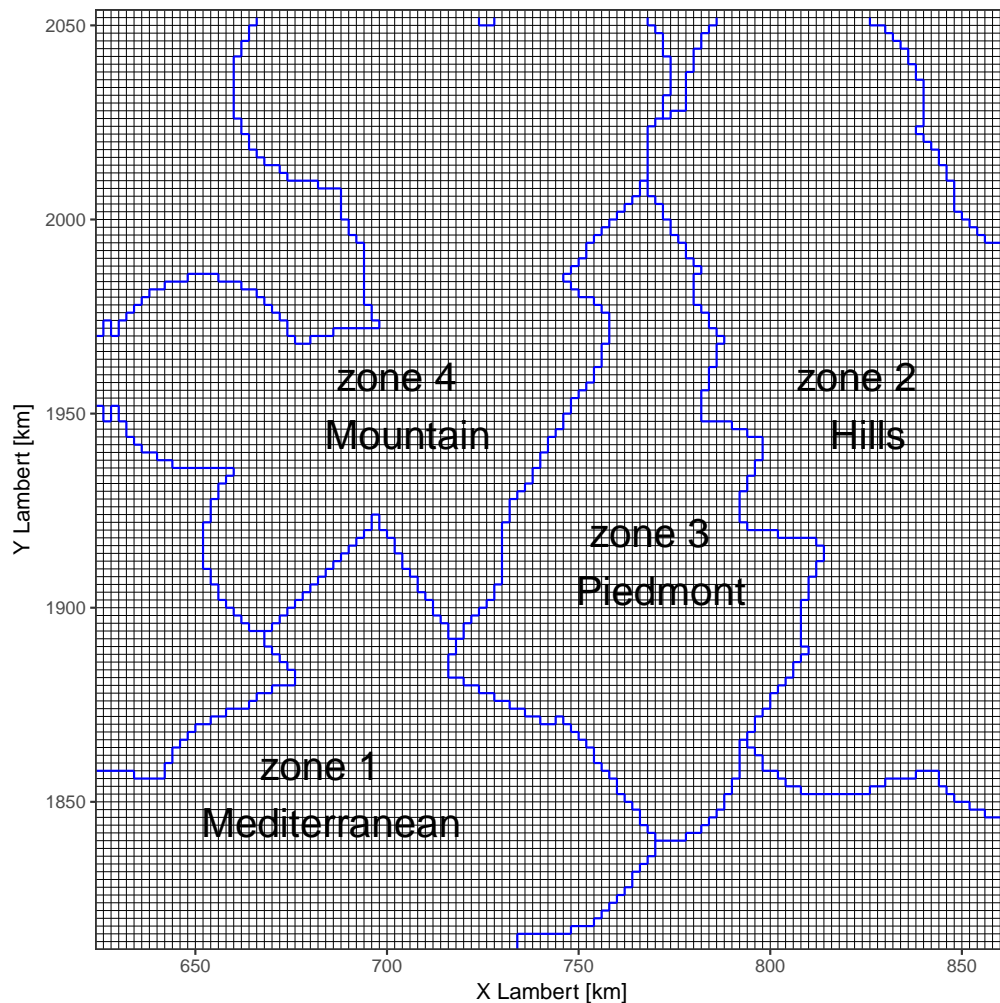 2050
2000
1950
1900
1850
Y Lambert [km]
zone 4
Mountain
zone 2
Hills
zone 3
Piedmont
zone 1
Mediterranean
650
700
750
800
850
X Lambert [km]